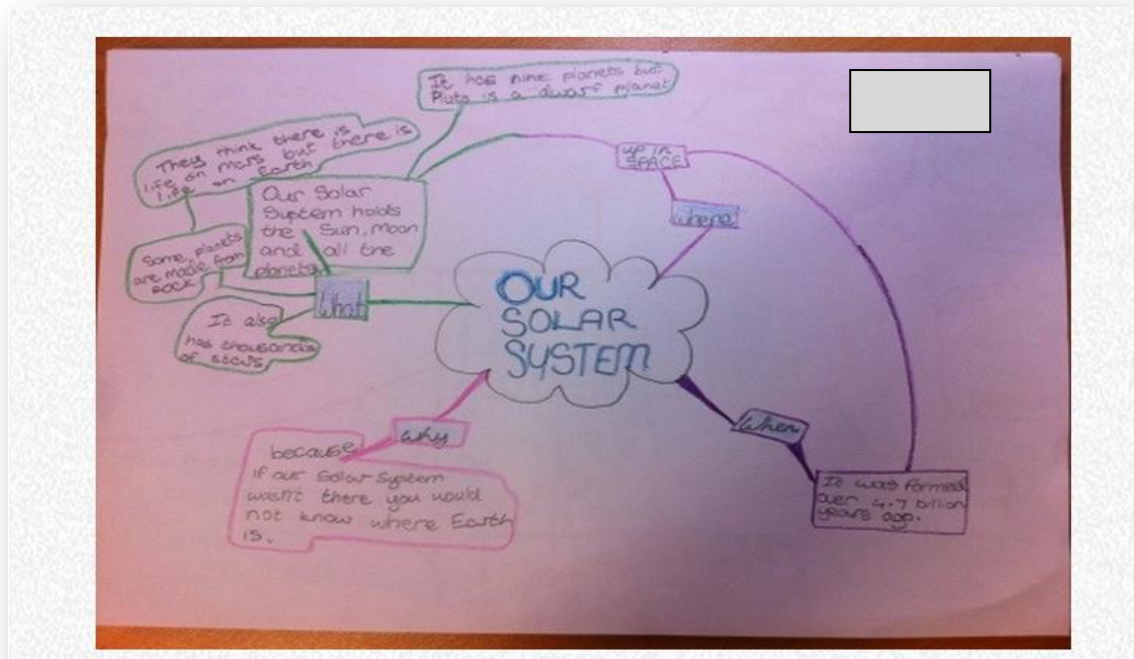 It has nine planets but
Pluto is a dwarf planet
They think there is
life on mars but there is
life on Earth
UP IN
SPACE
Our Solar
System holds
the Sun, Moon
and all the
planets
where
Some planets
are made from
ROCK
What
OUR
SOLAR
SYSTEM
It also
has thousands
of stars
why
When
because
if our Solar System
wasn't there you would
not know where Earth
is.
It was formed
over 4.7 billion
years ago.